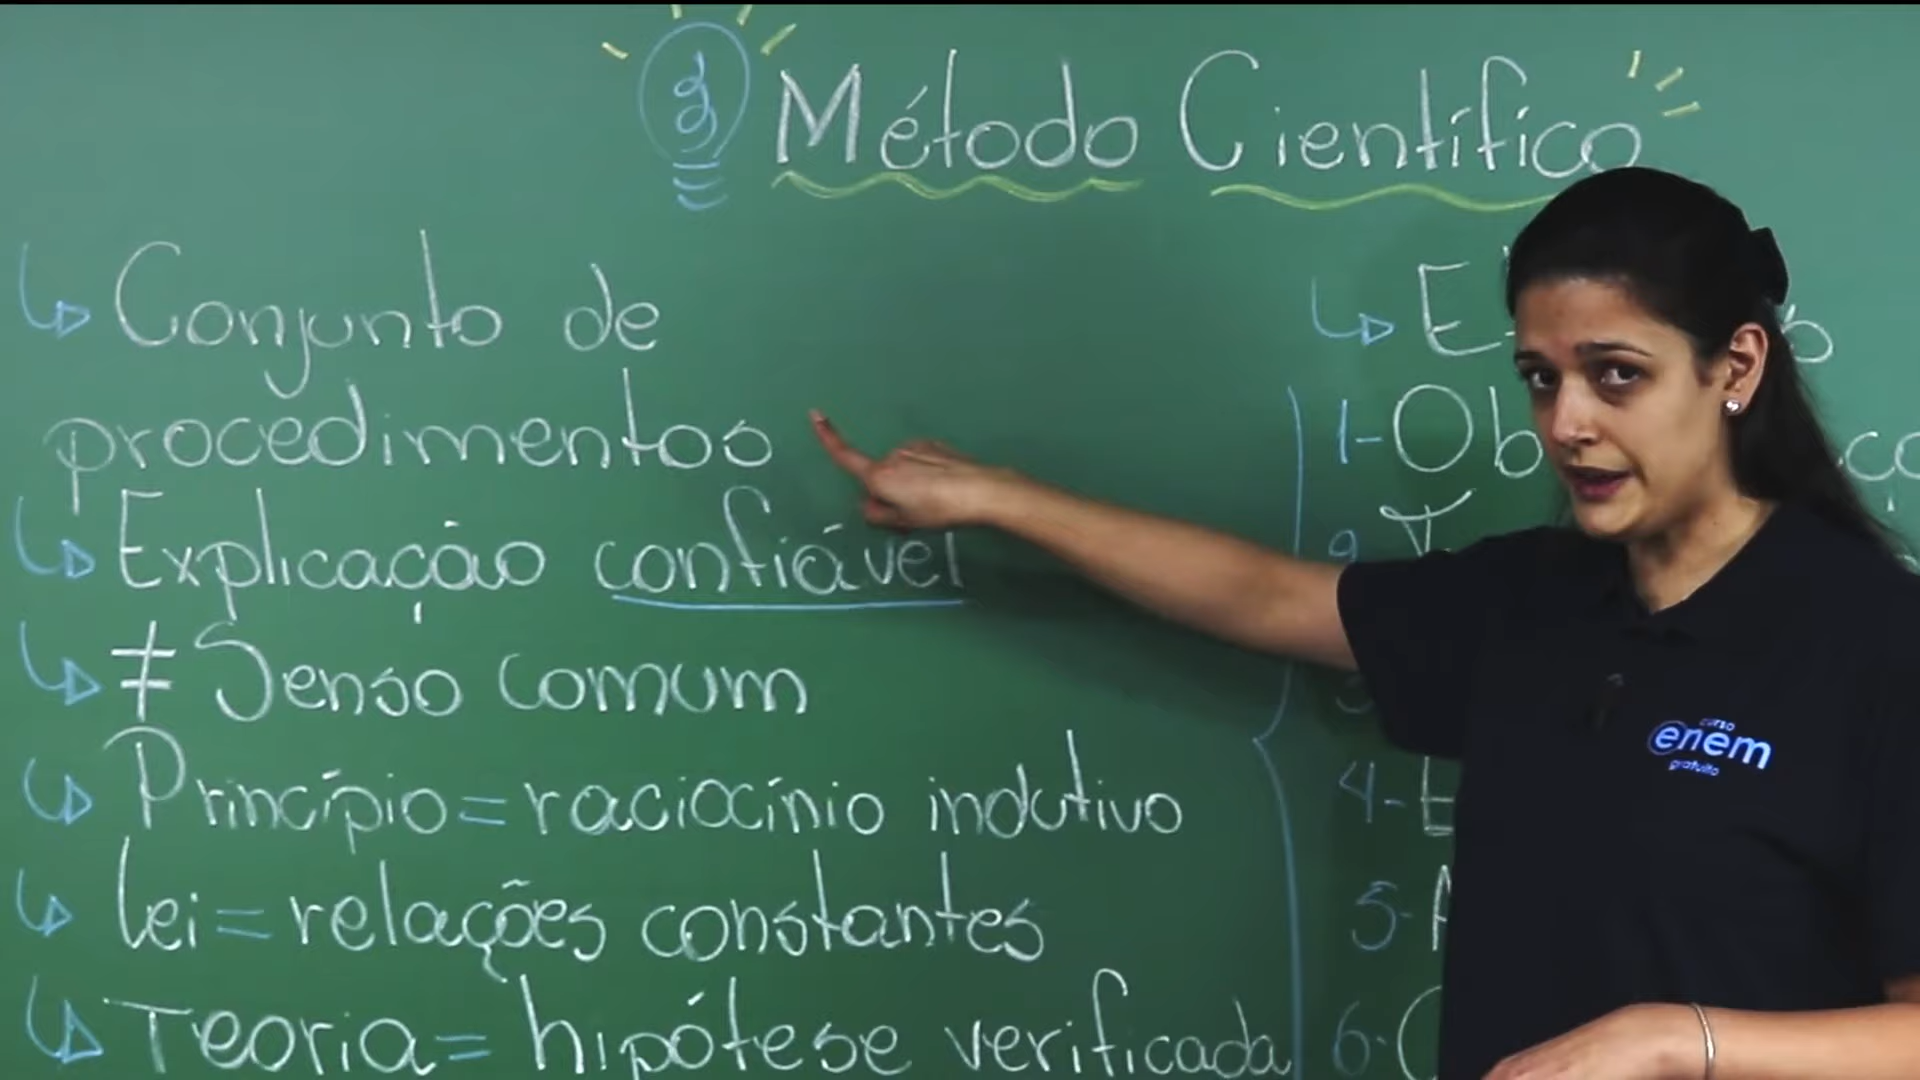 Método Científico
Conjunto de
procedimentos
Explicação confiável
≠ Senso comum
Princípio = raciocínio indutivo
Lei = relações constantes
Teoria = hipótese verificada
1-
4-
5-
6-
curso
enem
gratuito